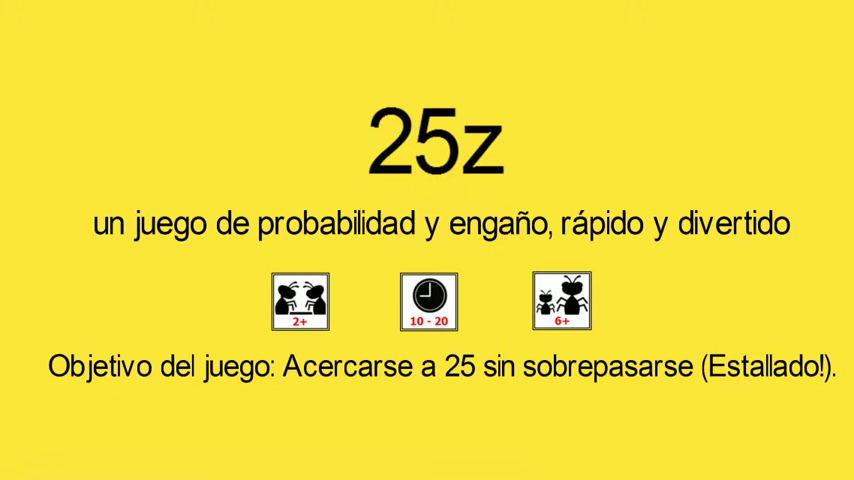 25z
un juego de probabilidad y engaño, rápido y divertido
2+
10 - 20
6+
Objetivo del juego: Acercarse a 25 sin sobrepasarse (Estallado!).